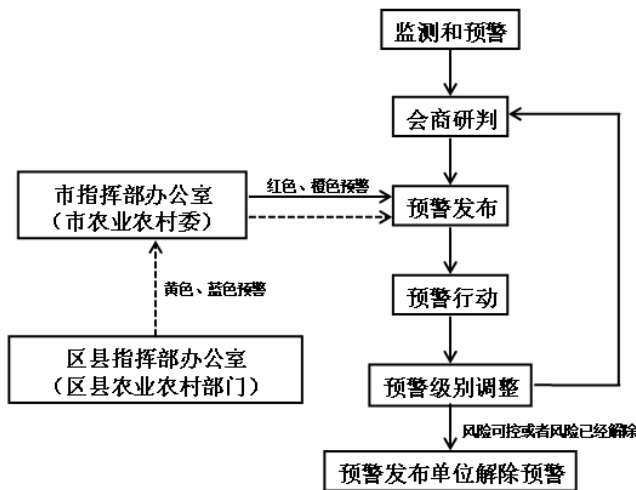 监测和预警
会商研判
红色、橙色预警
市指挥部办公室
（市农业农村委）
预警发布
黄色、蓝色预警
预警行动
区县指挥部办公室
（区县农业农村部门）
预警级别调整
风险可控或者风险已经解除
预警发布单位解除预警